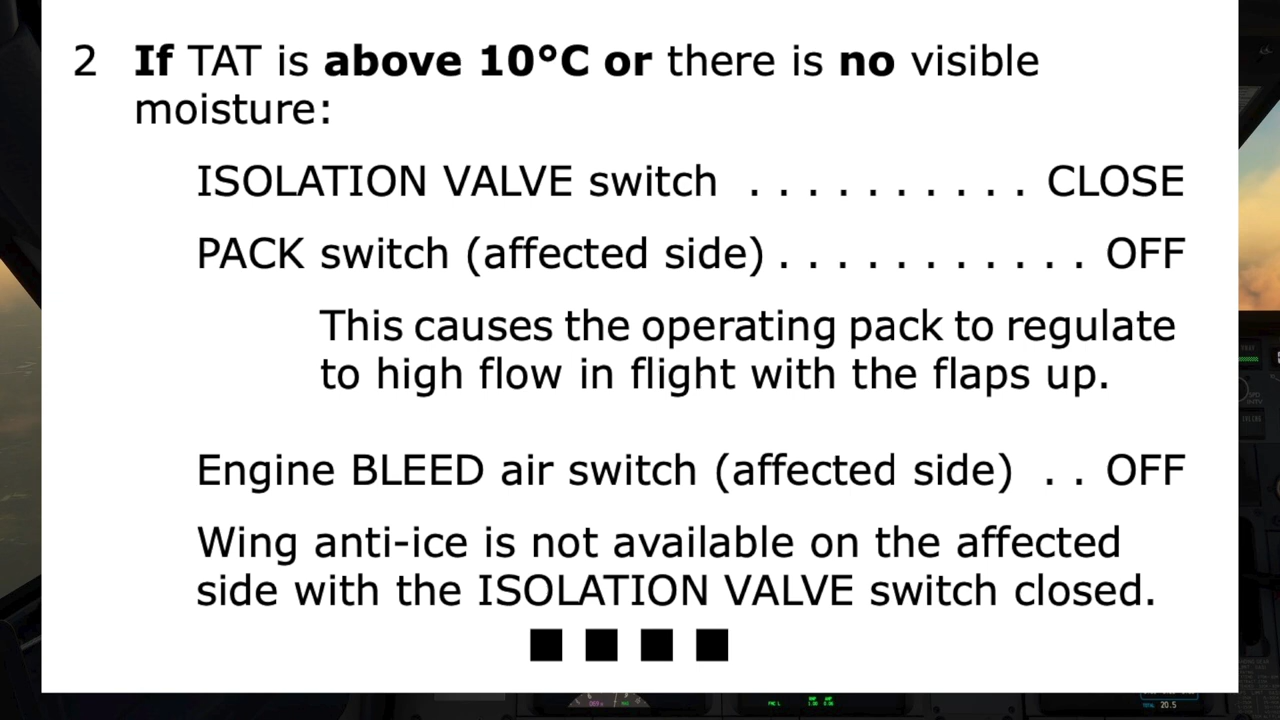 2 If TAT is above 10°C or there is no visible
moisture:
ISOLATION VALVE switch . . . . . . . . . . CLOSE
PACK switch (affected side) . . . . . . . . . . . OFF
This causes the operating pack to regulate
to high flow in flight with the flaps up.
Engine BLEED air switch (affected side) . . OFF
Wing anti-ice is not available on the affected
side with the ISOLATION VALVE switch closed.
20.5